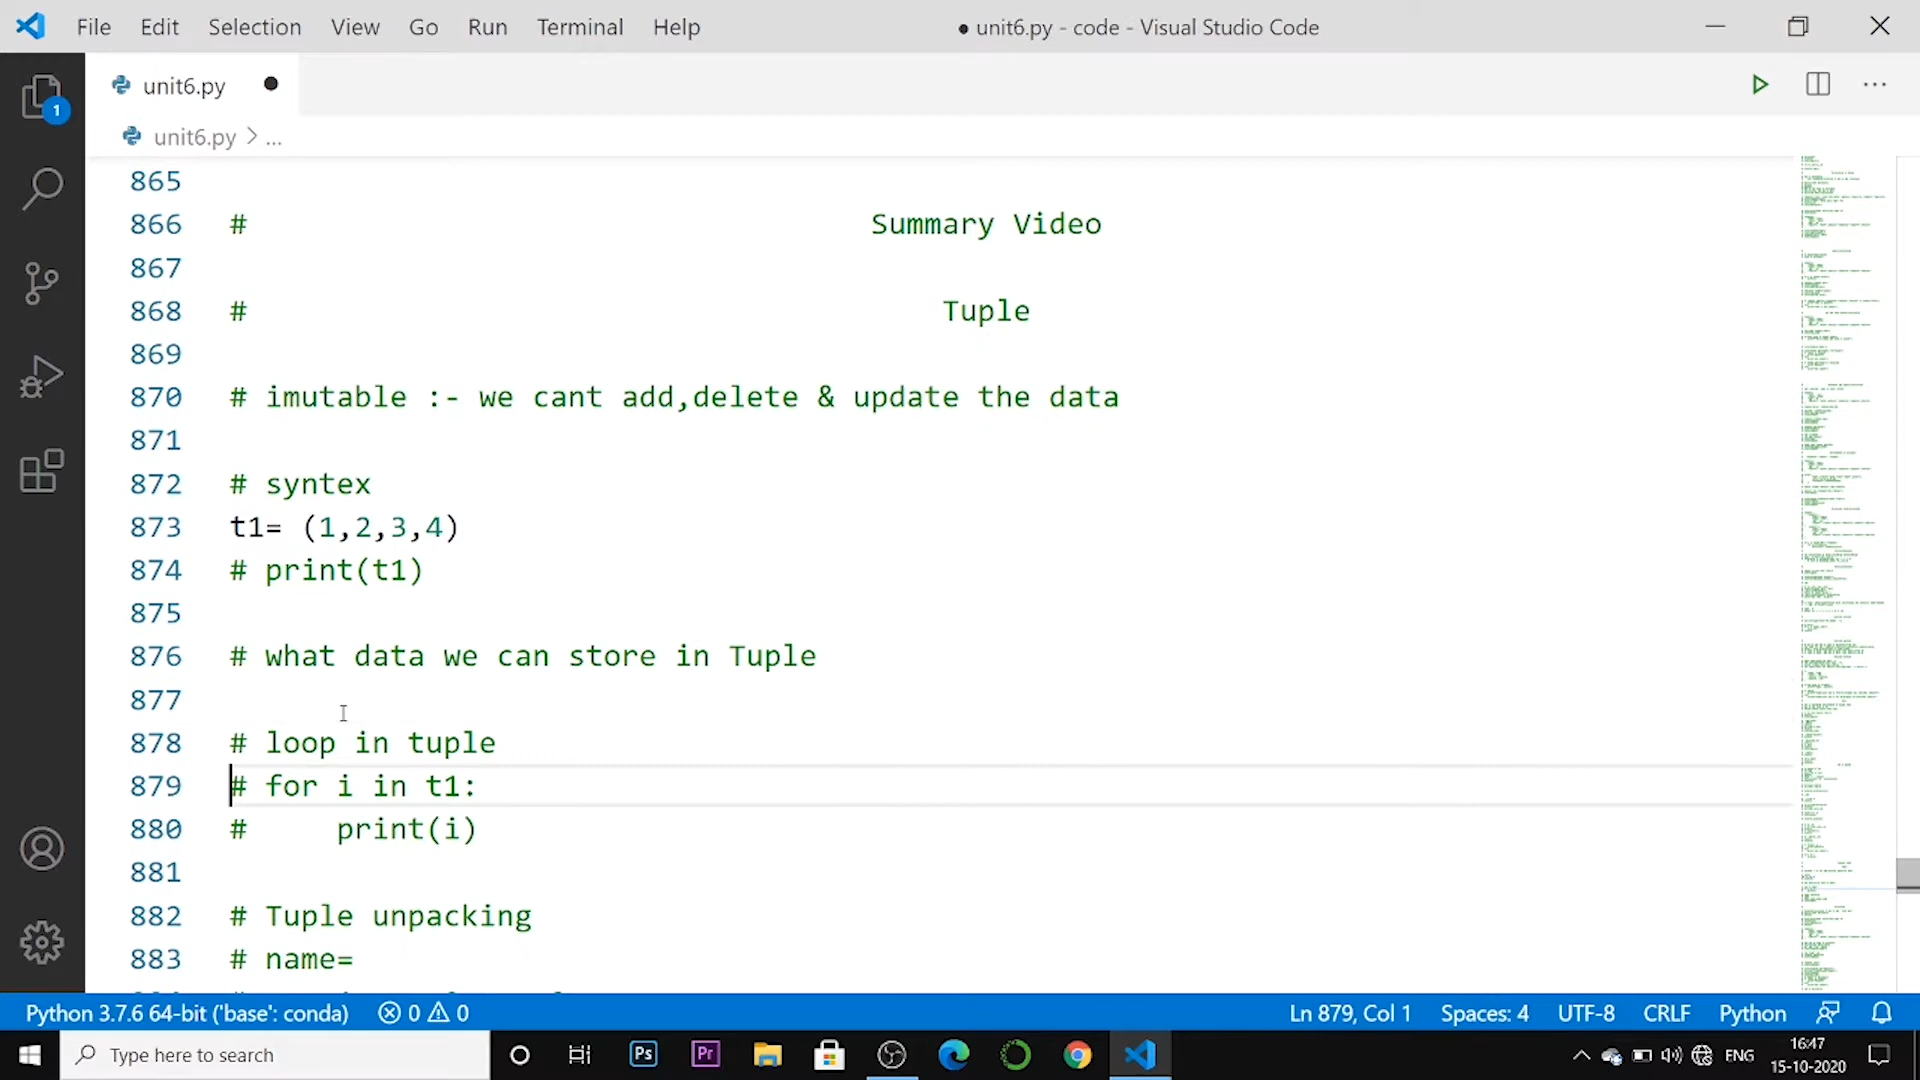 File Edit Selection View Go Run Terminal Help ● unit6.py - code - Visual Studio Code
1
unit6.py ●
unit6.py > ...
865
866 # Summary Video
867
868 # Tuple
869
870 # imutable :- we cant add,delete & update the data
871
872 # syntex
873 t1= (1,2,3,4)
874 # print(t1)
875
876 # what data we can store in Tuple
877
878 # loop in tuple
879 # for i in t1:
880 #     print(i)
881
882 # Tuple unpacking
883 # name=
Python 3.7.6 64-bit ('base': conda) 0 0 Ln 879, Col 1 Spaces: 4 UTF-8 CRLF Python
Type here to search Ps Pr ENG 16:47
15-10-2020